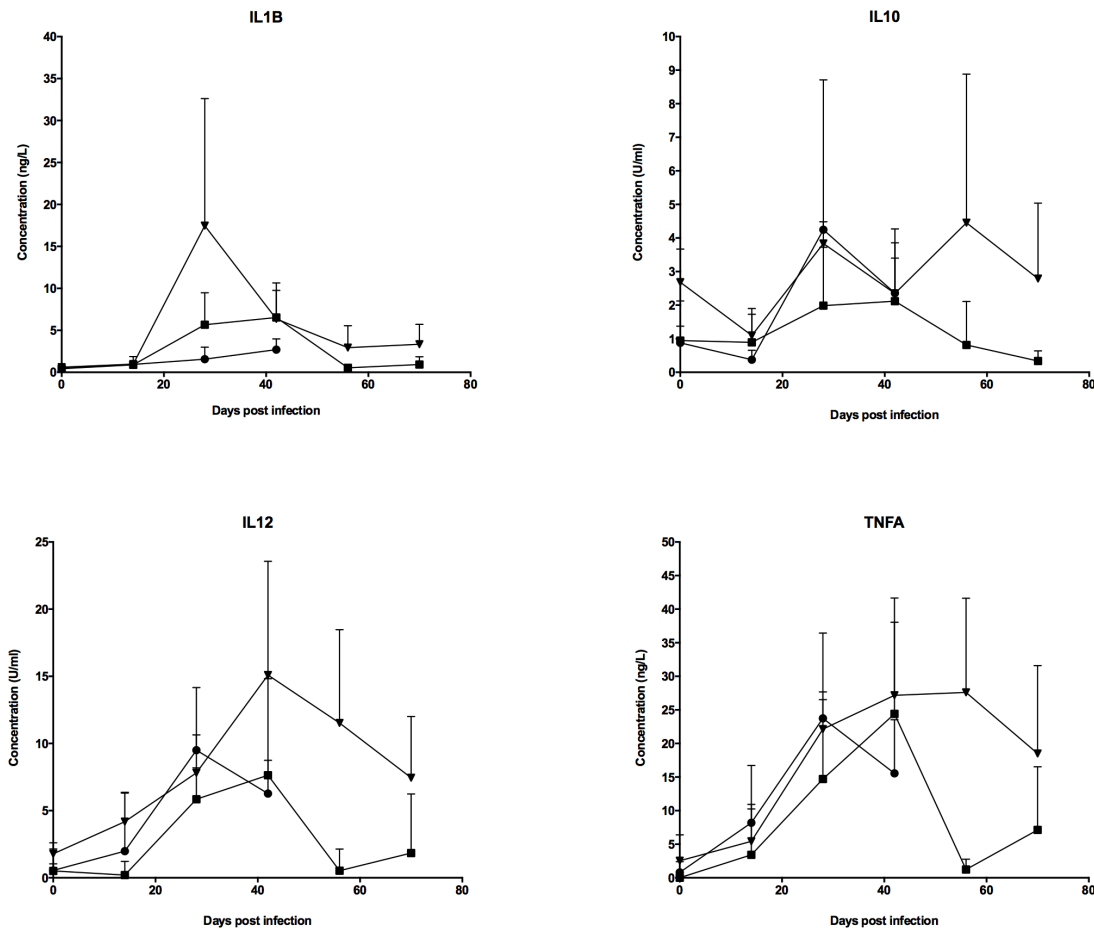 IL1B
40
35
30
25
20
15
10
5
0
Concentration (ng/L)
0 20 40 60 80
Days post infection
IL10
10
9
8
7
6
5
4
3
2
1
0
Concentration (U/ml)
0 20 40 60 80
Days post infection
IL12
25
20
15
10
5
0
Concentration (U/ml)
0 20 40 60 80
Days post infection
TNFA
50
45
40
35
30
25
20
15
10
5
0
Concentration (ng/L)
0 20 40 60 80
Days post infection